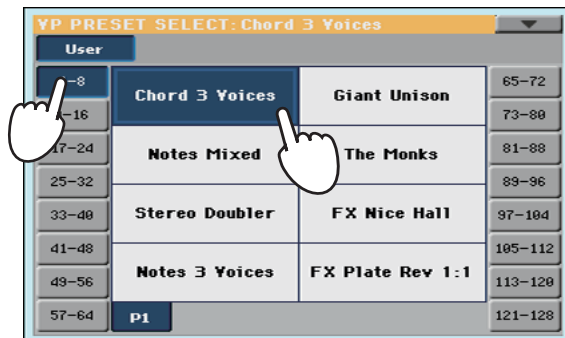 VP PRESET SELECT: Chord 3 Voices
User
–8
–16
17–24
25–32
33–40
41–48
49–56
57–64
Chord 3 Voices
Giant Unison
Notes Mixed
The Monks
Stereo Doubler
FX Nice Hall
Notes 3 Voices
FX Plate Rev 1:1
P1
65–72
73–80
81–88
89–96
97–104
105–112
113–120
121–128